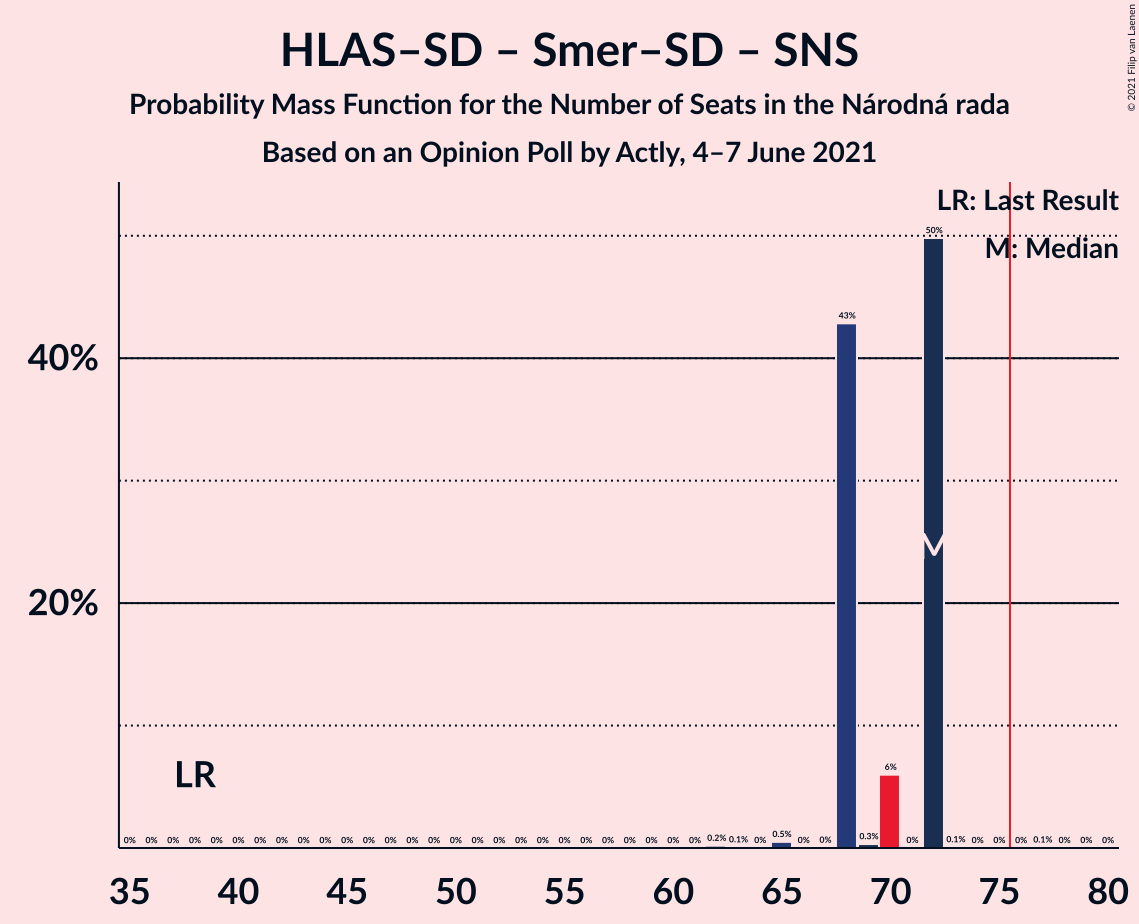 HLAS–SD – Smer–SD – SNS
Probability Mass Function for the Number of Seats in the Národná rada
Based on an Opinion Poll by Actly, 4–7 June 2021
© 2021 Filip van Laenen
LR: Last Result
M: Median
50%
43%
40%
20%
M
LR
6%
0% 0% 0% 0% 0% 0% 0% 0% 0% 0% 0% 0% 0% 0% 0% 0% 0% 0% 0% 0% 0% 0% 0% 0% 0% 0% 0% 0.2% 0.1% 0% 0.5% 0% 0% 0.3% 0% 0.1% 0% 0% 0% 0.1% 0% 0% 0%
35 40 45 50 55 60 65 70 75 80